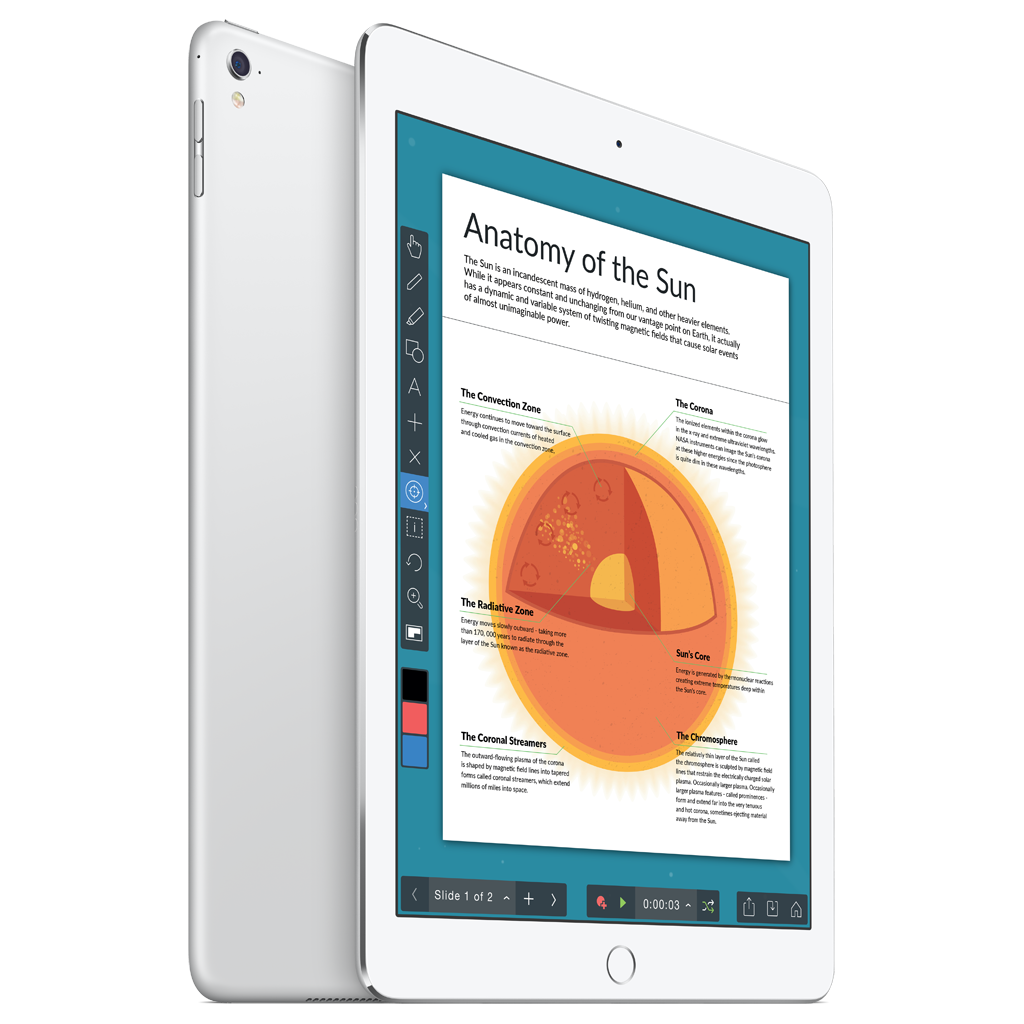 Anatomy of the Sun
The Sun is an incandescent mass of hydrogen, helium, and other heavier elements.
While it appears constant and unchanging from our vantage point on Earth, it actually
has a dynamic and variable system of twisting magnetic fields that cause solar events
of almost unimaginable power.
The Convection Zone
Energy continues to move toward the surface
through convection currents of heated
and cooled gas in the convection zone.
The Corona
The ionized elements within the corona glow
in the x-ray and extreme ultraviolet wavelengths.
NASA instruments can image the Sun's corona
at these higher energies since the photosphere
is quite dim in these wavelengths.
The Radiative Zone
Energy moves slowly outward - taking more
than 170, 000 years to radiate through the
layer of the Sun known as the radiative zone.
Sun's Core
Energy is generated by thermonuclear reactions
creating extreme temperatures deep within
the Sun's core.
The Coronal Streamers
The outward-flowing plasma of the corona
is shaped by magnetic field lines into tapered
forms called coronal streamers, which extend
millions of miles into space.
The Chromosphere
The relatively thin layer of the Sun called
the chromosphere is sculpted by magnetic field
lines that restrain the electrically charged solar
plasma. Occasionally larger plasma. Occasionally
larger plasma features - called prominences -
form and extend far into the very tenuous
and hot corona, sometimes ejecting material
away from the Sun.
A
Slide 1 of 2
0:00:03